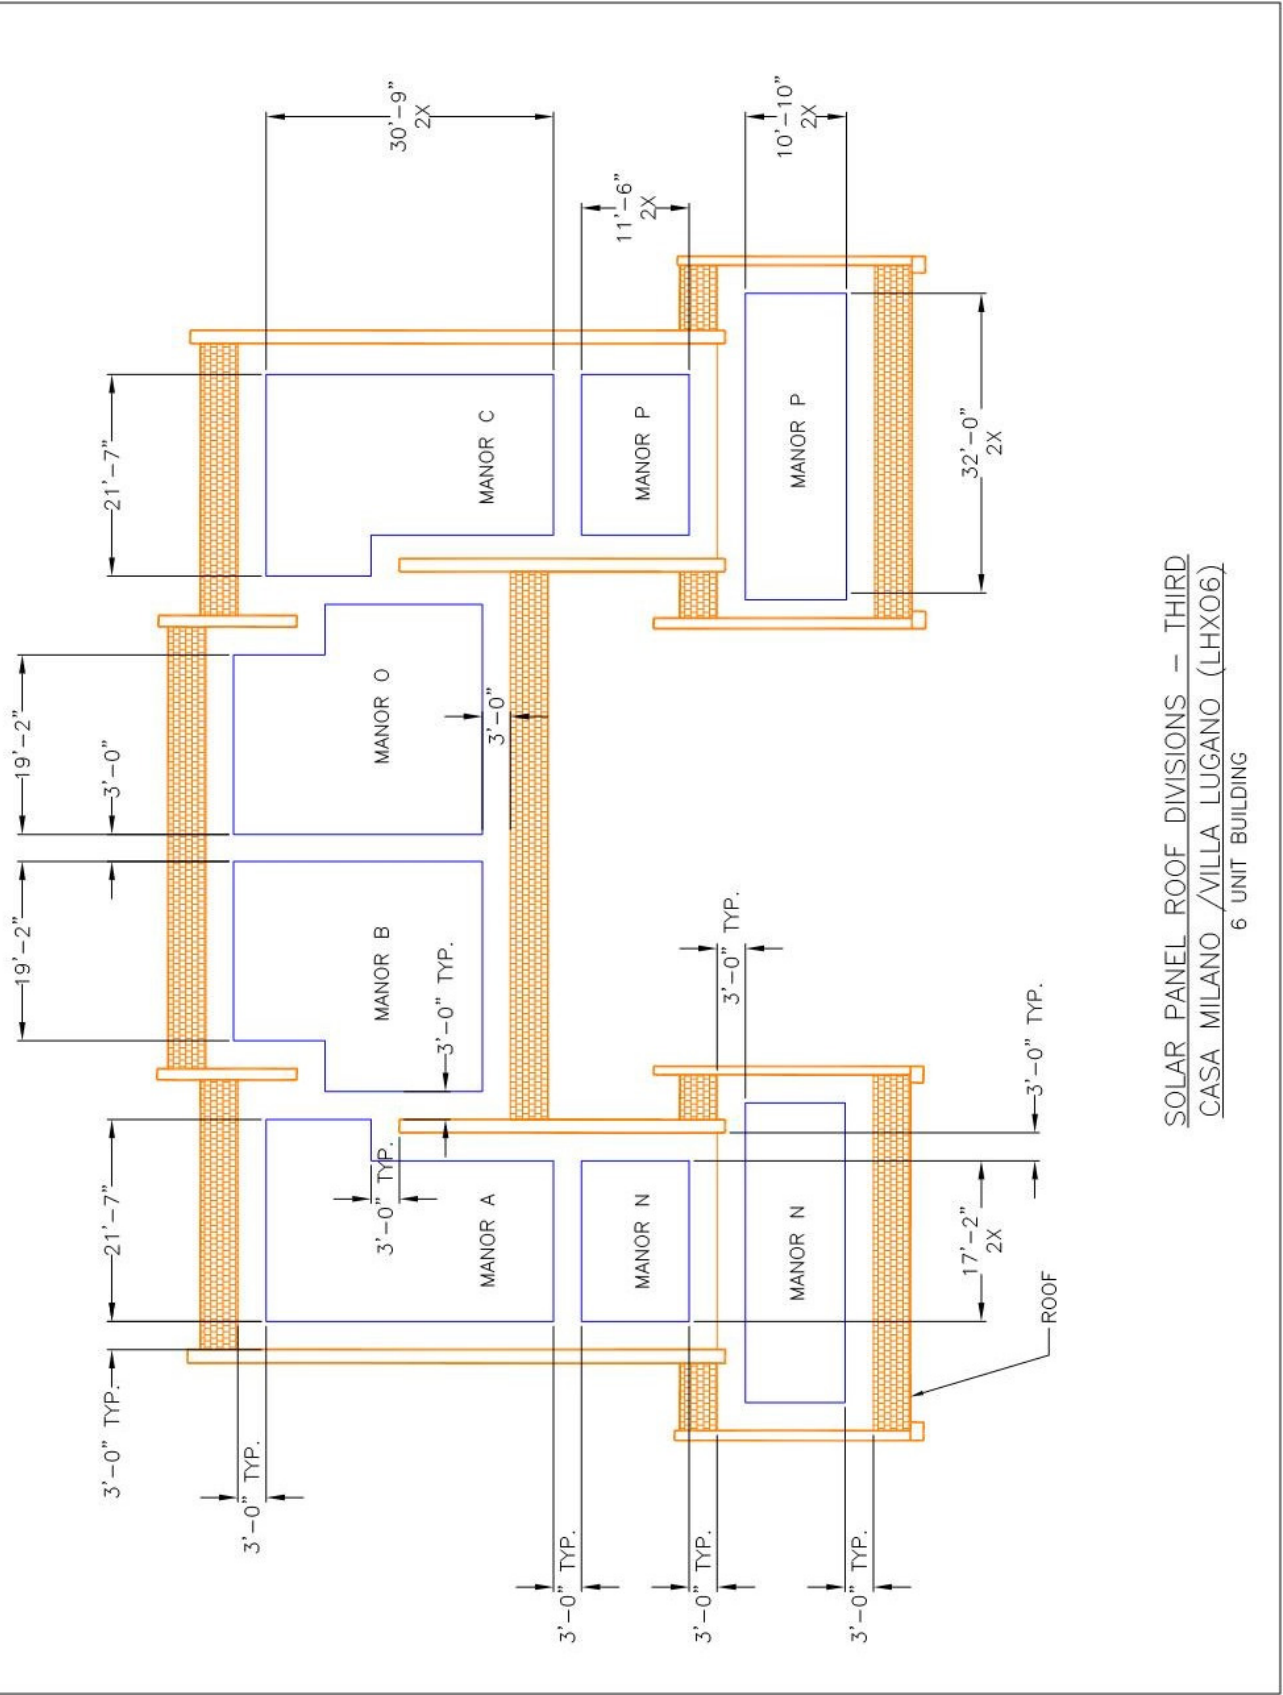 19'-2"
19'-2"
3'-0" TYP.
21'-7"
3'-0"
21'-7"
3'-0" TYP.
3'-0" TYP.
MANOR A
MANOR B
MANOR O
MANOR C
30'-9"
2X
3'-0" TYP.
3'-0"
3'-0" TYP.
MANOR N
MANOR P
11'-6"
2X
3'-0" TYP.
3'-0" TYP.
MANOR N
MANOR P
10'-10"
2X
3'-0" TYP.
17'-2"
2X
32'-0"
2X
3'-0" TYP.
ROOF
SOLAR PANEL ROOF DIVISIONS – THIRD
CASA MILANO /VILLA LUGANO (LHX06)
6 UNIT BUILDING